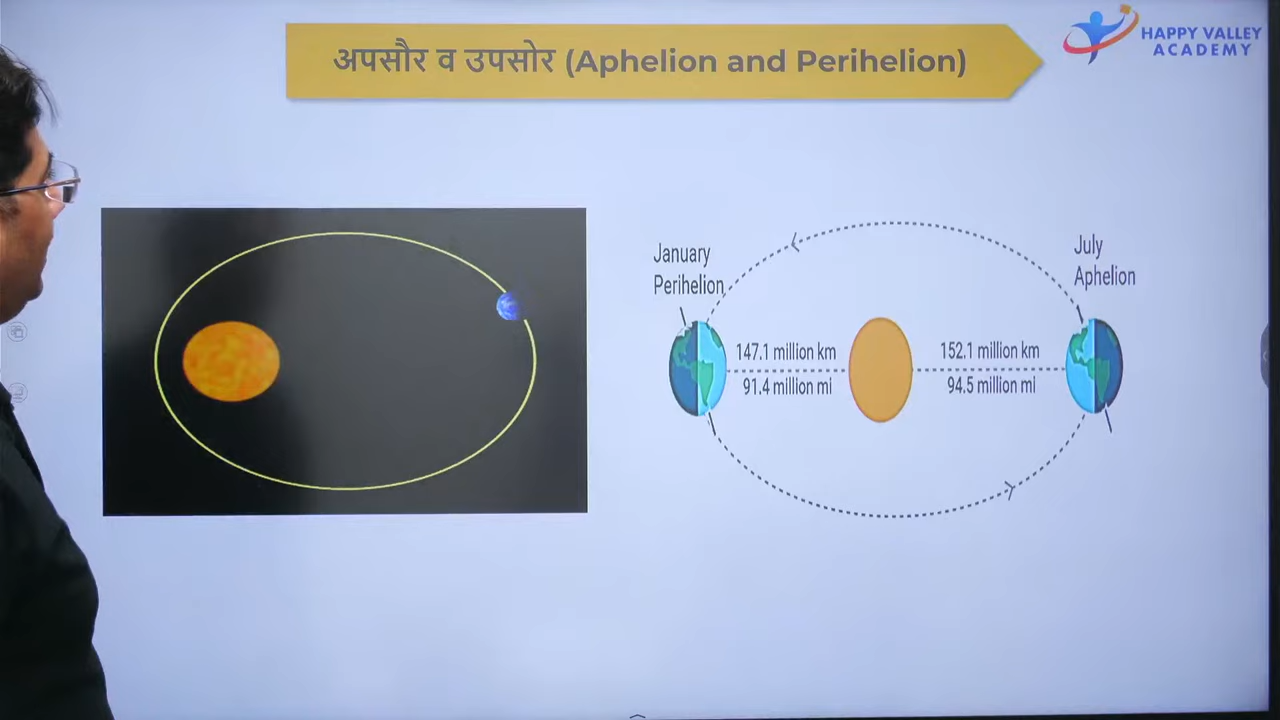 अपसौर व उपसोर (Aphelion and Perihelion)
HAPPY VALLEY
ACADEMY
January
Perihelion
July
Aphelion
147.1 million km
91.4 million mi
152.1 million km
94.5 million mi